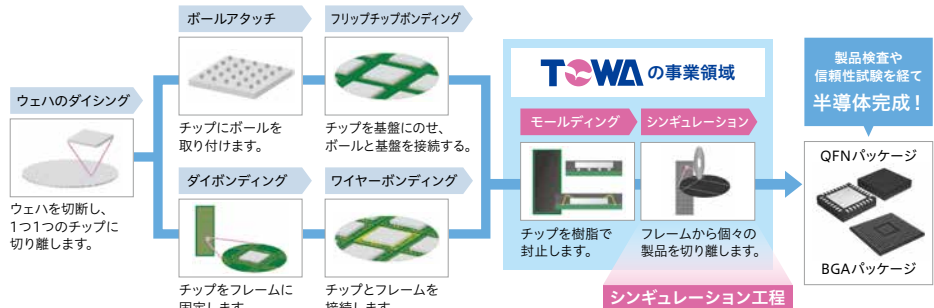 ウェハのダイシング
ウェハを切断し、
1つ1つのチップに
切り離します。
ボールアタッチ
チップにボールを
取り付けます。
フリップチップボンディング
チップを基盤にのせ、
ボールと基盤を接続する。
ダイボンディング
チップをフレームに
固定します。
ワイヤーボンディング
チップとフレームを
接続します。
TOWA の事業領域
モールディング
チップを樹脂で
封止します。
シンギュレーション
フレームから個々の
製品を切り離します。
シンギュレーション工程
製品検査や
信頼性試験を経て
半導体完成！
QFNパッケージ
BGAパッケージ